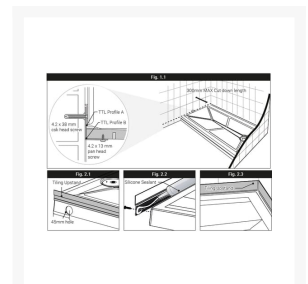 Fig. 1.1
300mm MAX Cut down length
TTL Profile A
TTL Profile B
4.2 x 38 mm
oak head screw
4.2 x 13 mm
pan head
screw
Fig. 2.1
Tiling Upstand
45mm hole
Fig. 2.2
Silicone Sealant
Fig. 2.3